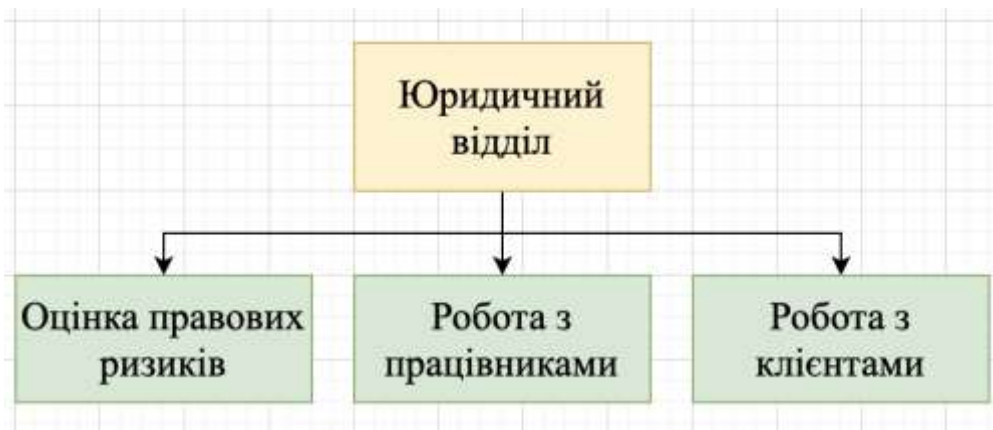 Юридичний
відділ
Оцінка правових
ризиків
Робота з
працівниками
Робота з
клієнтами